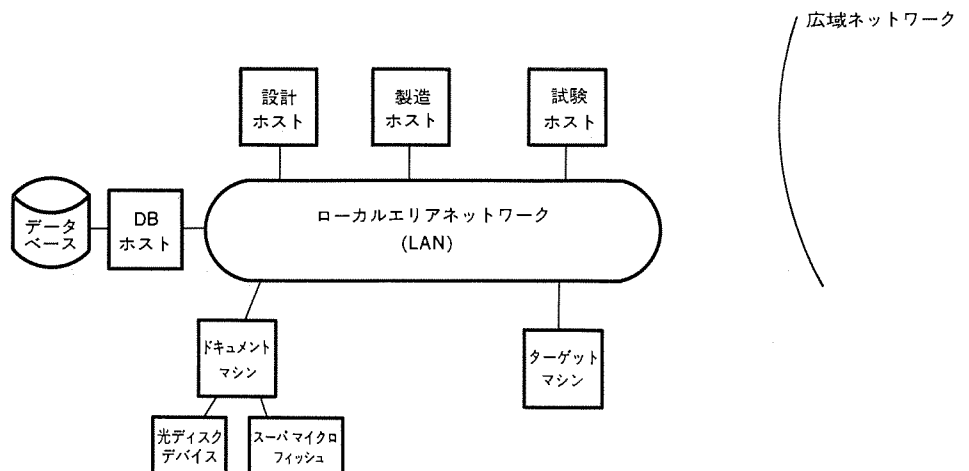 広域ネットワーク
設計
ホスト
製造
ホスト
試験
ホスト
データ
ベース
DB
ホスト
ローカルエリアネットワーク
(LAN)
ドキュメント
マシン
ターゲット
マシン
光ディスク
デバイス
スーパマイクロ
フィッシュ